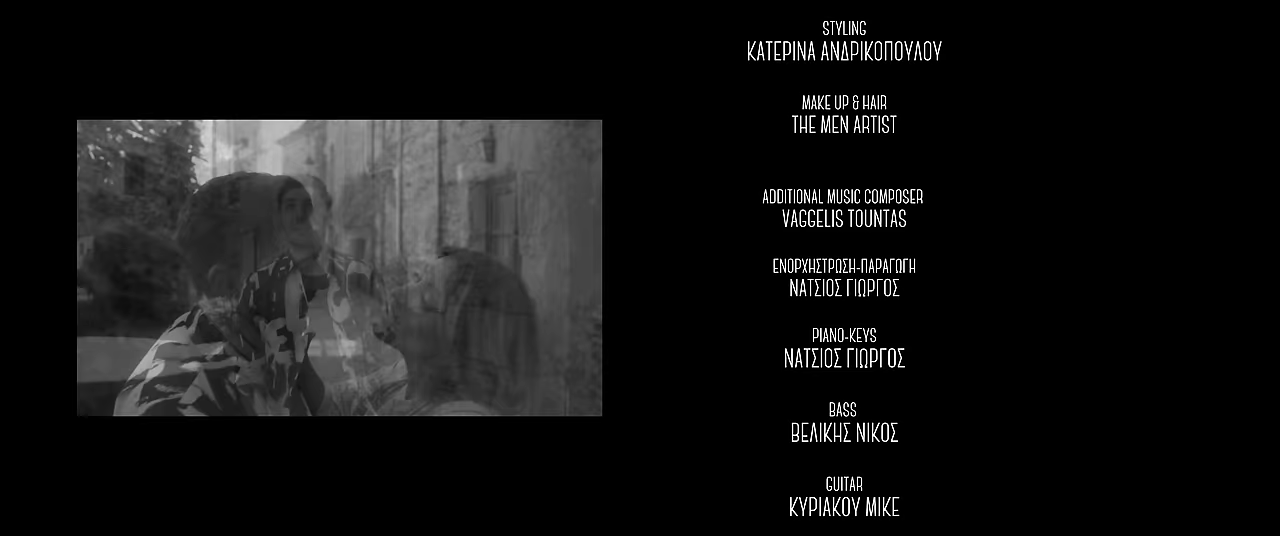 STYLING
ΚΑΤΕΡΙΝΑ ΑΝΔΡΙΚΟΠΟΥΛΟΥ
MAKE UP & HAIR
THE MEN ARTIST
ADDITIONAL MUSIC COMPOSER
VAGGELIS TOUNTAS
ΕΝΟΡΧΗΣΤΡΩΣΗ-ΠΑΡΑΓΩΓΗ
ΝΑΤΣΙΟΣ ΓΙΩΡΓΟΣ
PIANO-KEYS
ΝΑΤΣΙΟΣ ΓΙΩΡΓΟΣ
BASS
ΒΕΛΙΚΗΣ ΝΙΚΟΣ
GUITAR
ΚΥΡΙΑΚΟΥ ΜΙΚΕ